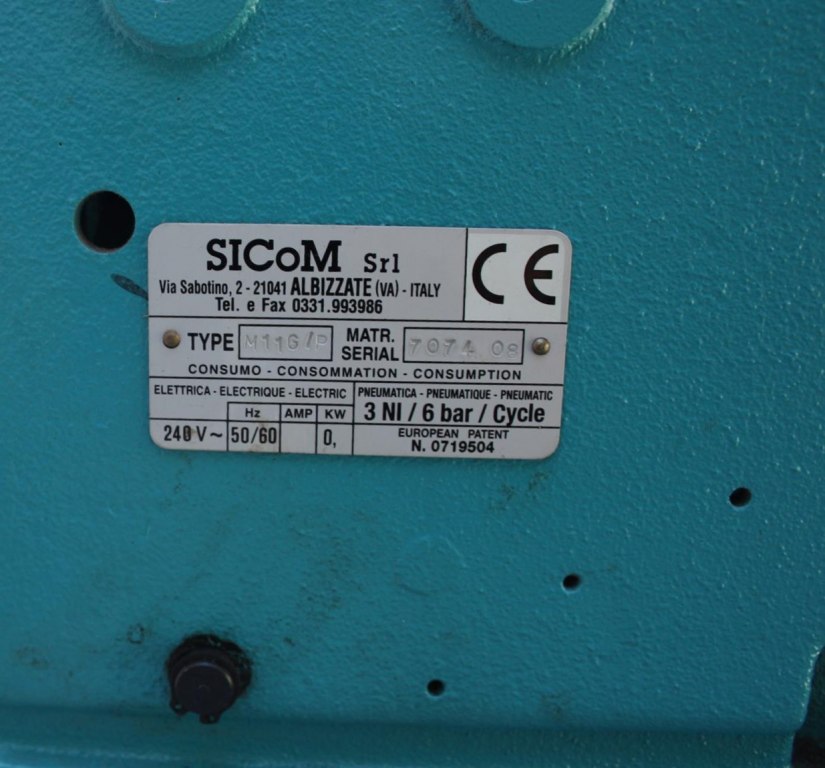 SICoM Srl
Via Sabotino, 2 - 21041 ALBIZZATE (VA) - ITALY
Tel. e Fax 0331.993986
CE
TYPE M116/P MATR. SERIAL 7074 08
CONSUMO - CONSOMMATION - CONSUMPTION
ELETTRICA - ELECTRIQUE - ELECTRIC
Hz AMP KW
240 V~ 50/60 0,
PNEUMATICA - PNEUMATIQUE - PNEUMATIC
3 Nl / 6 bar / Cycle
EUROPEAN PATENT
N. 0719504